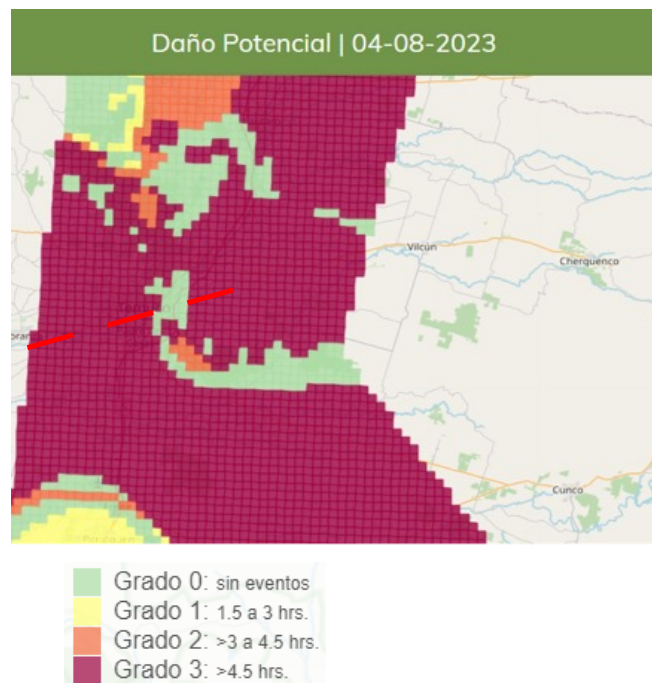 Daño Potencial | 04-08-2023
Vilcún
Cherquenco
Cunco
Grado 0: sin eventos
Grado 1: 1.5 a 3 hrs.
Grado 2: >3 a 4.5 hrs.
Grado 3: >4.5 hrs.